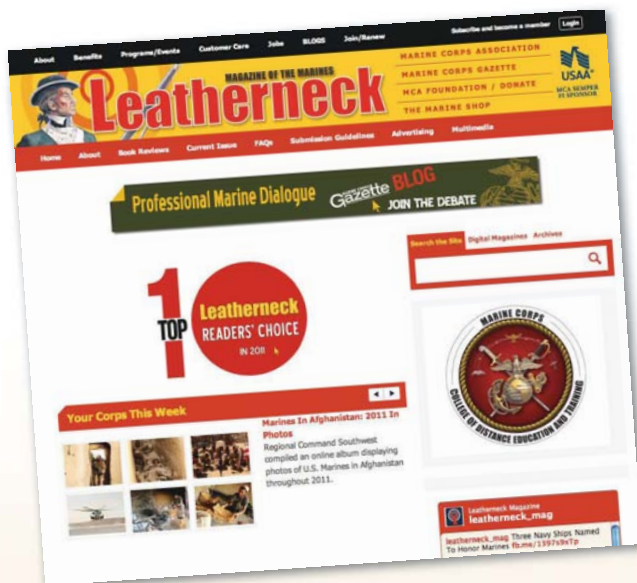 About Benefits Programs/Events Customer Care Jobs BLOGS Join/Renew Subscribe and become a member Login
MAGAZINE OF THE MARINES
Leatherneck
MARINE CORPS ASSOCIATION
MARINE CORPS GAZETTE
MCA FOUNDATION / DONATE
THE MARINE SHOP
USAA
MCA SEMPER
FI SPONSOR
Home About Book Reviews Current Issue FAQs Submission Guidelines Advertising Multimedia
Professional Marine Dialogue
Gazette BLOG
JOIN THE DEBATE
Search the Site Digital Magazines Archives
TOP 10
Leatherneck
READERS' CHOICE
IN 2011
MARINE CORPS
COLLEGE OF DISTANCE EDUCATION AND TRAINING
Your Corps This Week
Marines In Afghanistan: 2011 In
Photos
Regional Command Southwest
compiled an online album displaying
photos of U.S. Marines in Afghanistan
throughout 2011.
Leatherneck Magazine
leatherneck_mag
leatherneck_mag Three Navy Ships Named
To Honor Marines fb.me/1397s9xTp